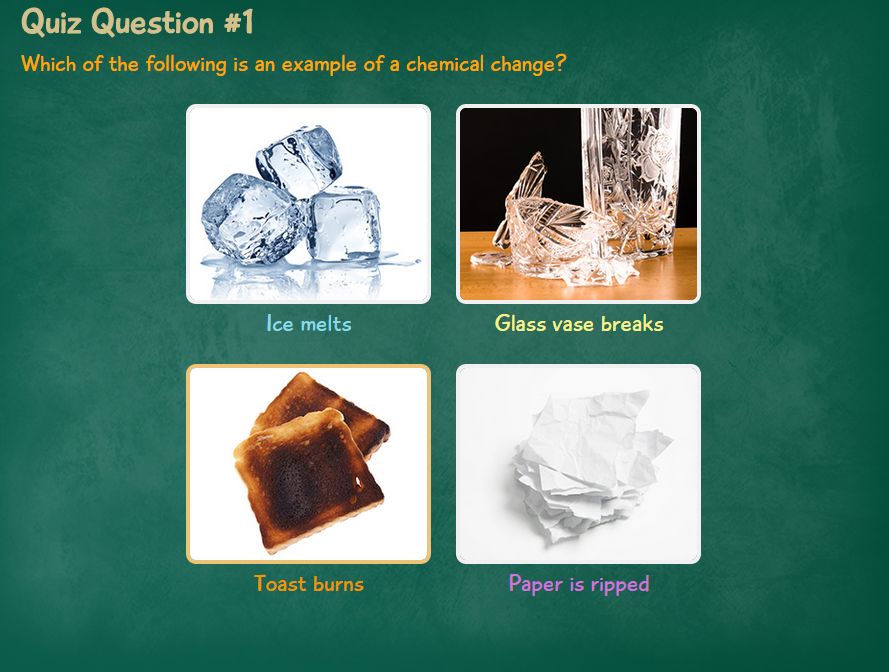 Quiz Question #1
Which of the following is an example of a chemical change?
Ice melts
Glass vase breaks
Toast burns
Paper is ripped